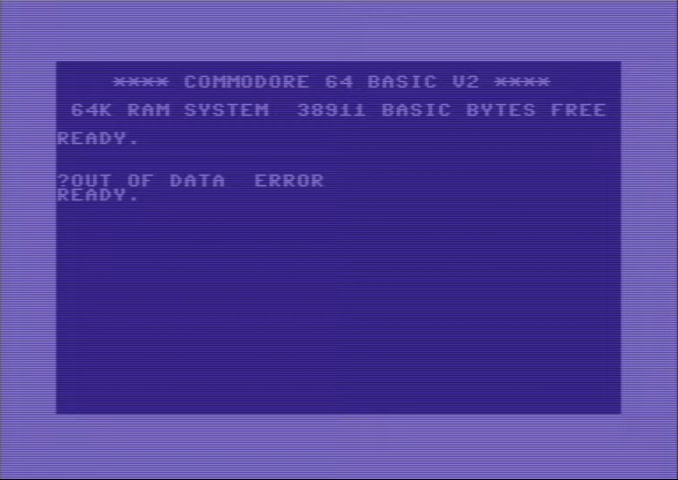 **** COMMODORE 64 BASIC V2 ****
64K RAM SYSTEM  38911 BASIC BYTES FREE
READY.
?OUT OF DATA  ERROR
READY.